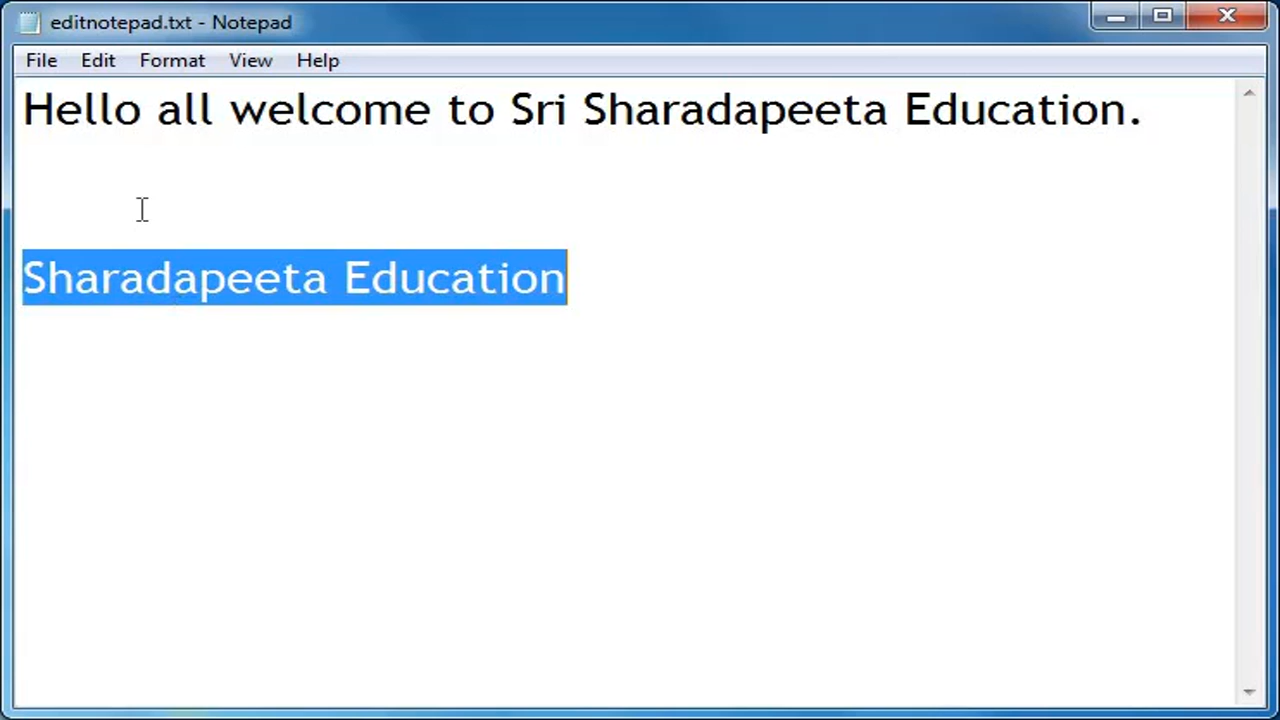 editnotepad.txt - Notepad
File Edit Format View Help
Hello all welcome to Sri Sharadapeeta Education.
Sharadapeeta Education